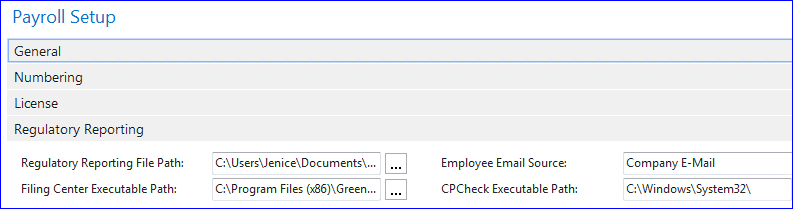 Payroll Setup
General
Numbering
License
Regulatory Reporting
Regulatory Reporting File Path: C:\Users\Jenice\Documents\... ... Employee Email Source: Company E-Mail
Filing Center Executable Path: C:\Program Files (x86)\Green... ... CPCheck Executable Path: C:\Windows\System32\